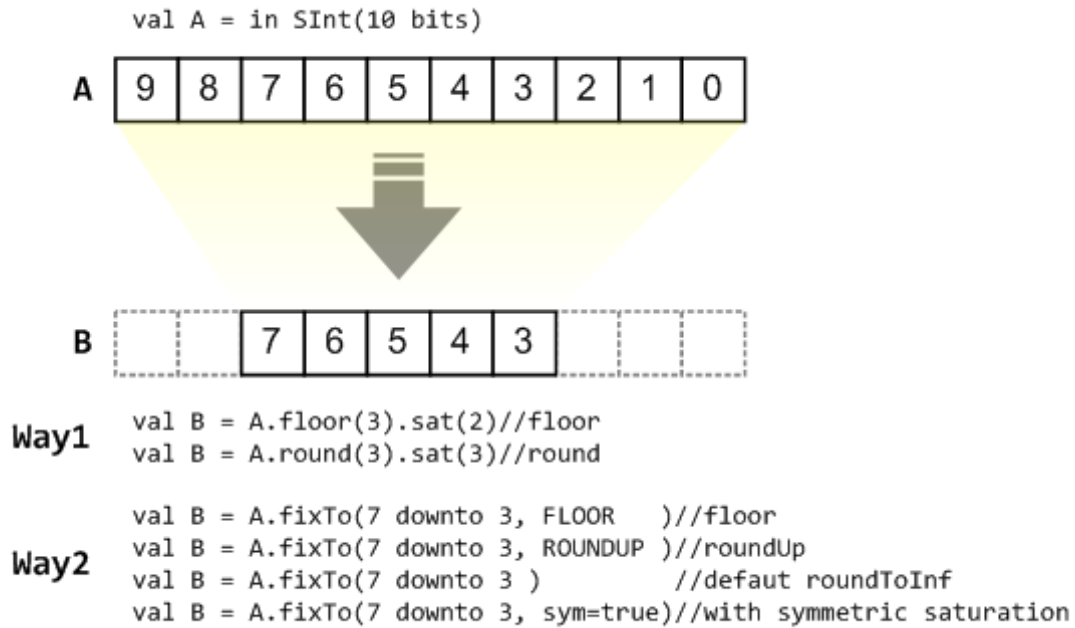 val A = in SInt(10 bits)
A 9 8 7 6 5 4 3 2 1 0
B 7 6 5 4 3
Way1
val B = A.floor(3).sat(2)//floor
val B = A.round(3).sat(3)//round
Way2
val B = A.fixTo(7 downto 3, FLOOR   )//floor
val B = A.fixTo(7 downto 3, ROUNDUP )//roundUp
val B = A.fixTo(7 downto 3 )         //defaut roundToInf
val B = A.fixTo(7 downto 3, sym=true)//with symmetric saturation